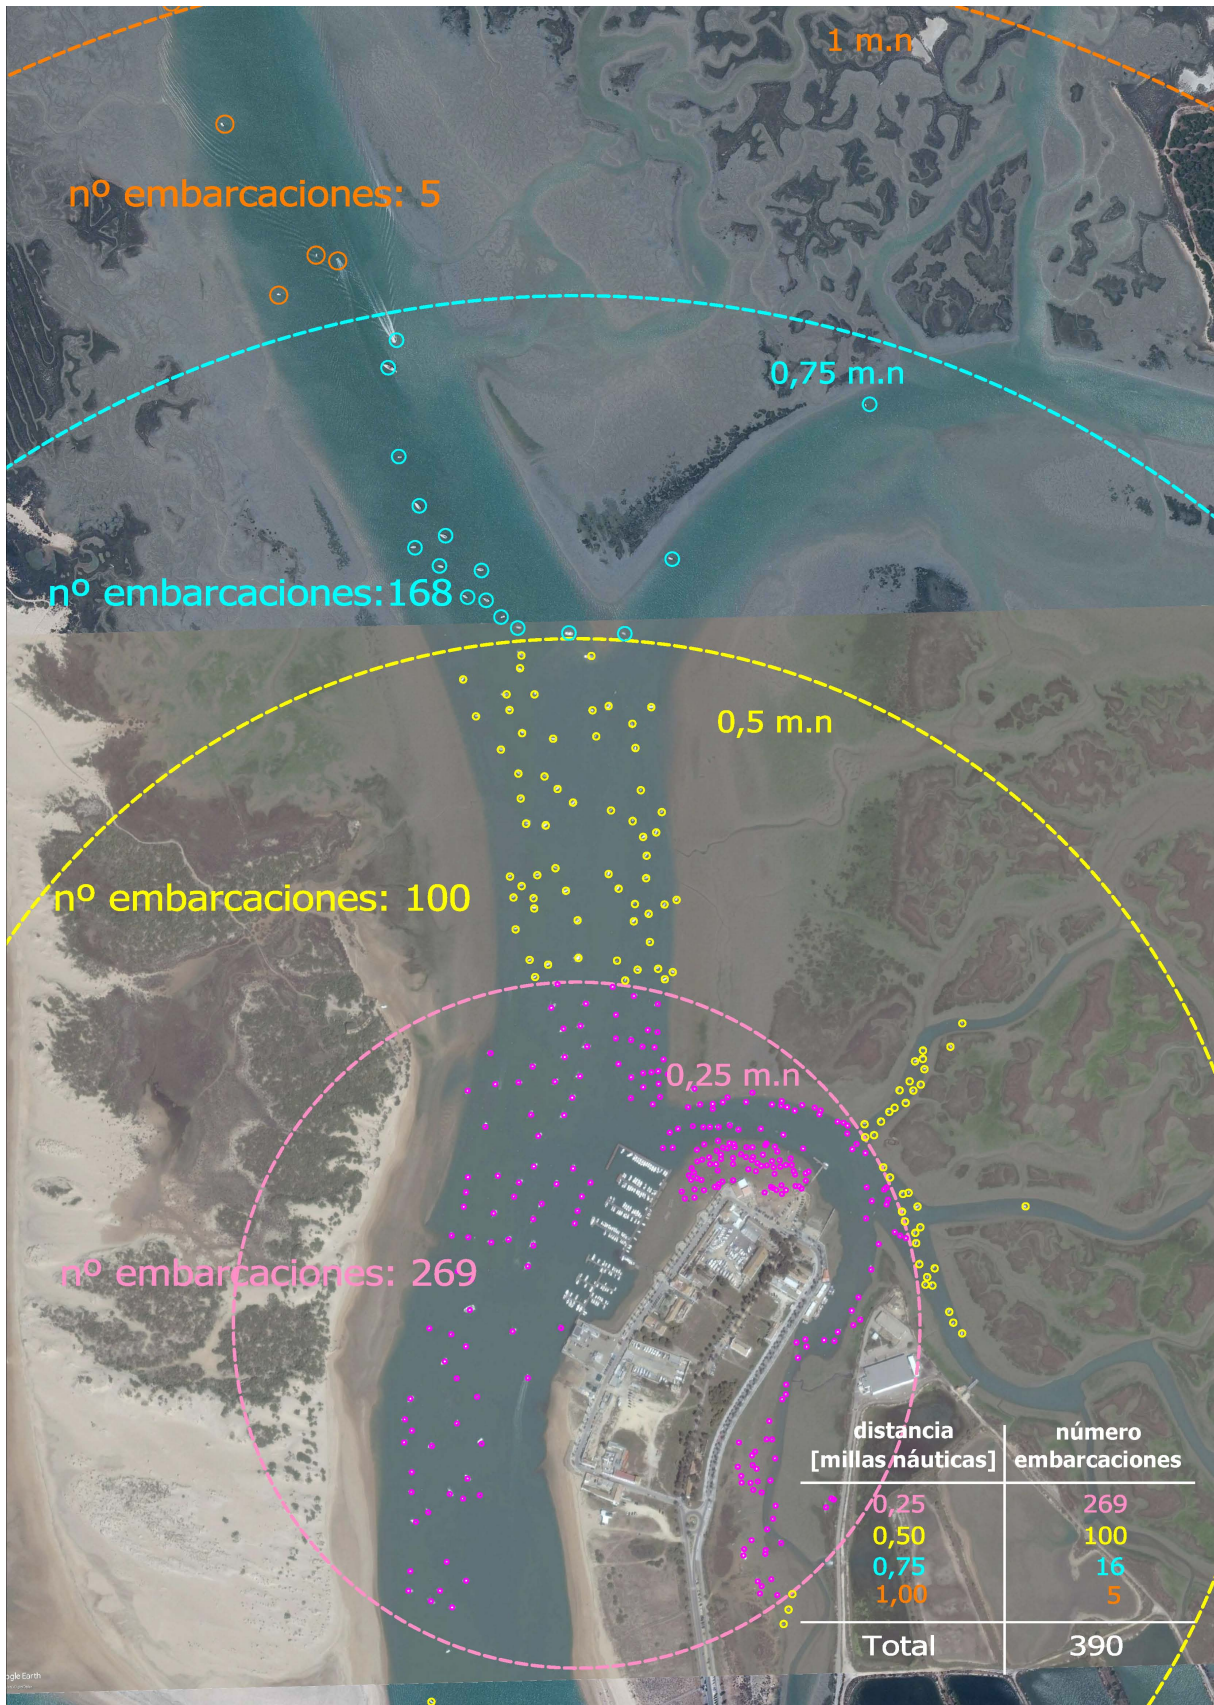 1 m.n
nº embarcaciones: 5
0,75 m.n
nº embarcaciones:168
0,5 m.n
nº embarcaciones: 100
0,25 m.n
nº embarcaciones: 269
distancia número
[millas náuticas] embarcaciones
0,25 269
0,50 100
0,75 16
1,00 5
Total 390
ogle Earth